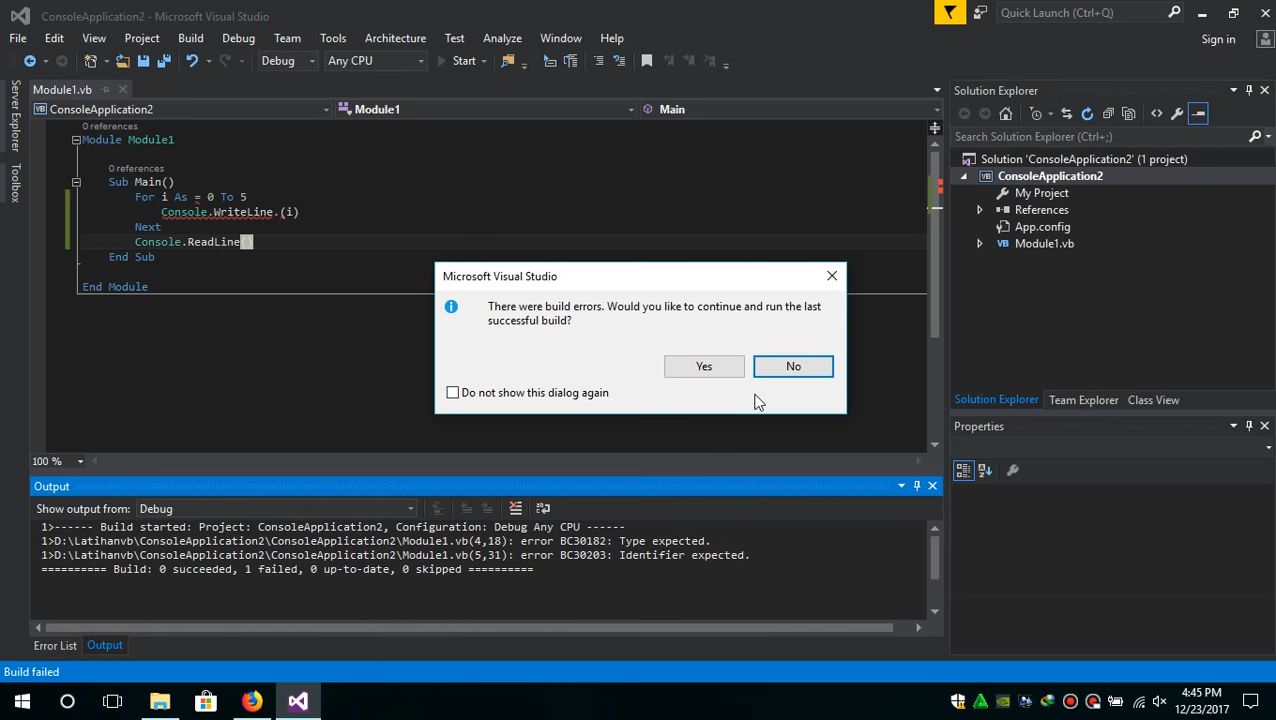 ConsoleApplication2 - Microsoft Visual Studio
Quick Launch (Ctrl+Q)
File Edit View Project Build Debug Team Tools Architecture Test Analyze Window Help
Sign in
Debug Any CPU Start
Server Explorer
Toolbox
Module1.vb
ConsoleApplication2 Module1 Main
0 references
Module Module1
0 references
Sub Main()
For i As = 0 To 5
Console.WriteLine.(i)
Next
Console.ReadLine()
End Sub
End Module
100 %
Microsoft Visual Studio
There were build errors. Would you like to continue and run the last
successful build?
Yes No
Do not show this dialog again
Solution Explorer
Search Solution Explorer (Ctrl+;)
Solution 'ConsoleApplication2' (1 project)
ConsoleApplication2
My Project
References
App.config
Module1.vb
Solution Explorer Team Explorer Class View
Properties
Output
Show output from: Debug
1>------ Build started: Project: ConsoleApplication2, Configuration: Debug Any CPU ------
1>D:\Latihanvb\ConsoleApplication2\ConsoleApplication2\Module1.vb(4,18): error BC30182: Type expected.
1>D:\Latihanvb\ConsoleApplication2\ConsoleApplication2\Module1.vb(5,31): error BC30203: Identifier expected.
========== Build: 0 succeeded, 1 failed, 0 up-to-date, 0 skipped ==========
Error List Output
Build failed
4:45 PM
12/23/2017